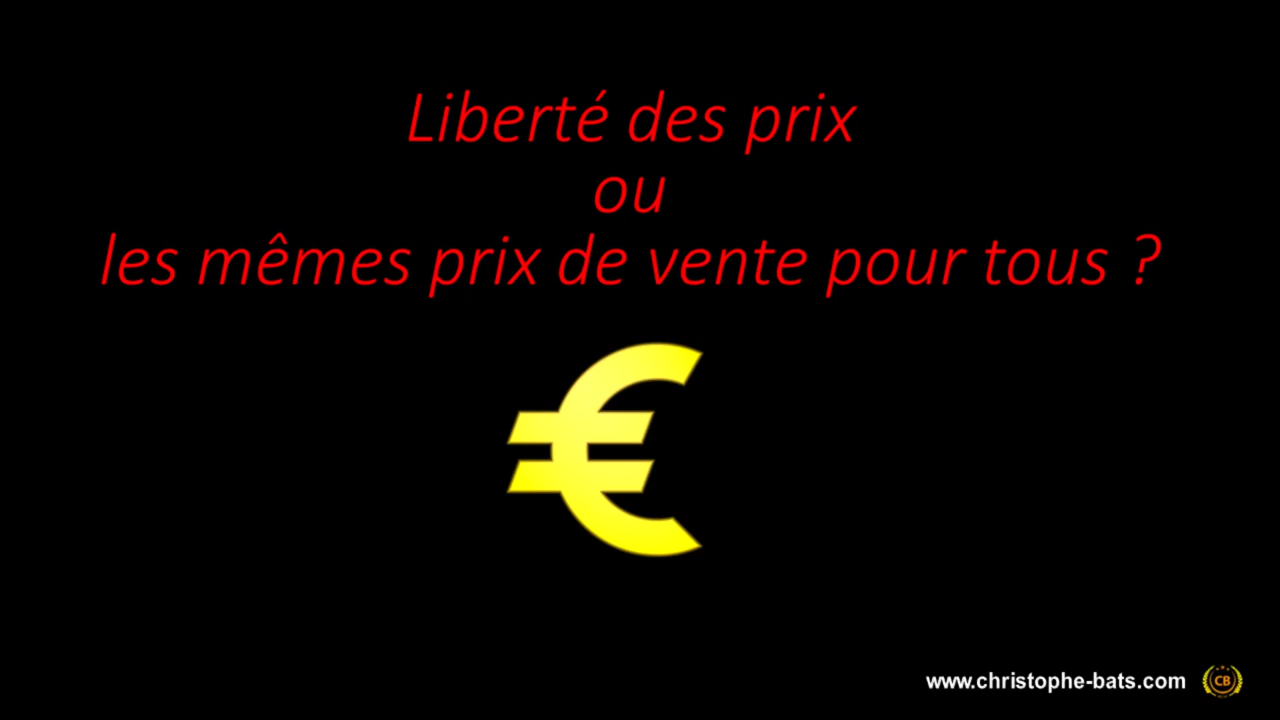 Liberté des prix
ou
les mêmes prix de vente pour tous ?
€
www.christophe-bats.com
CB